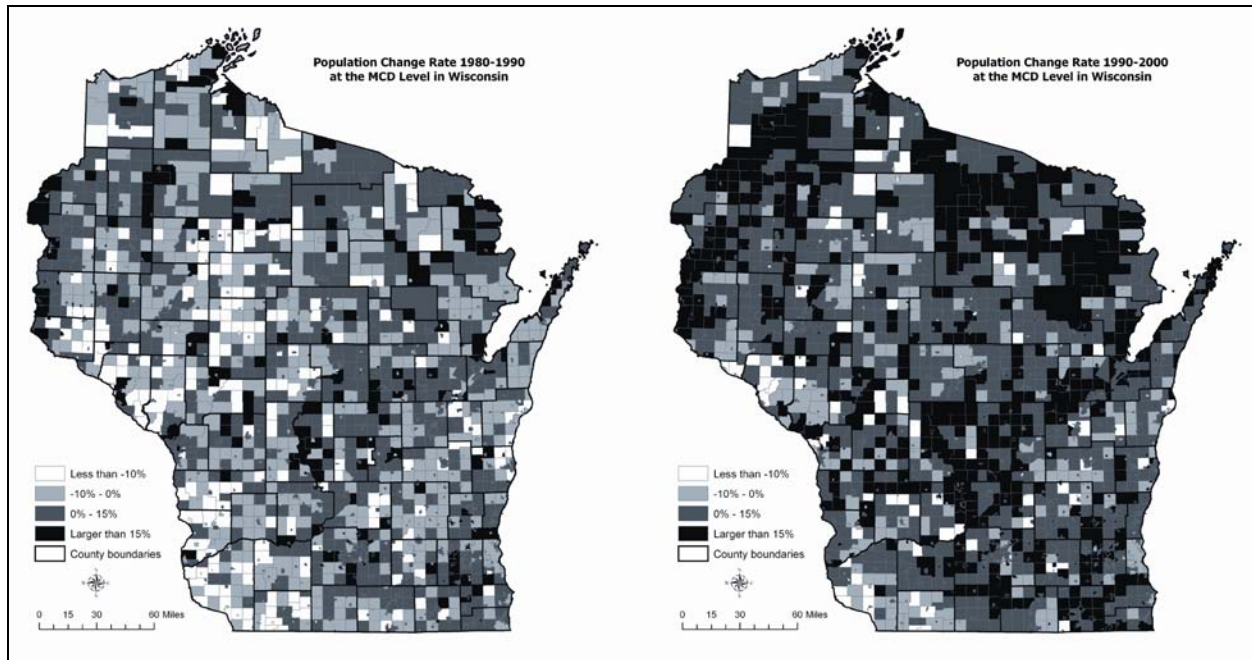 Population Change Rate 1980-1990
at the MCD Level in Wisconsin
Less than -10%
-10% - 0%
0% - 15%
Larger than 15%
County boundaries
0 15 30 60 Miles
Population Change Rate 1990-2000
at the MCD Level in Wisconsin
Less than -10%
-10% - 0%
0% - 15%
Larger than 15%
County boundaries
0 15 30 60 Miles